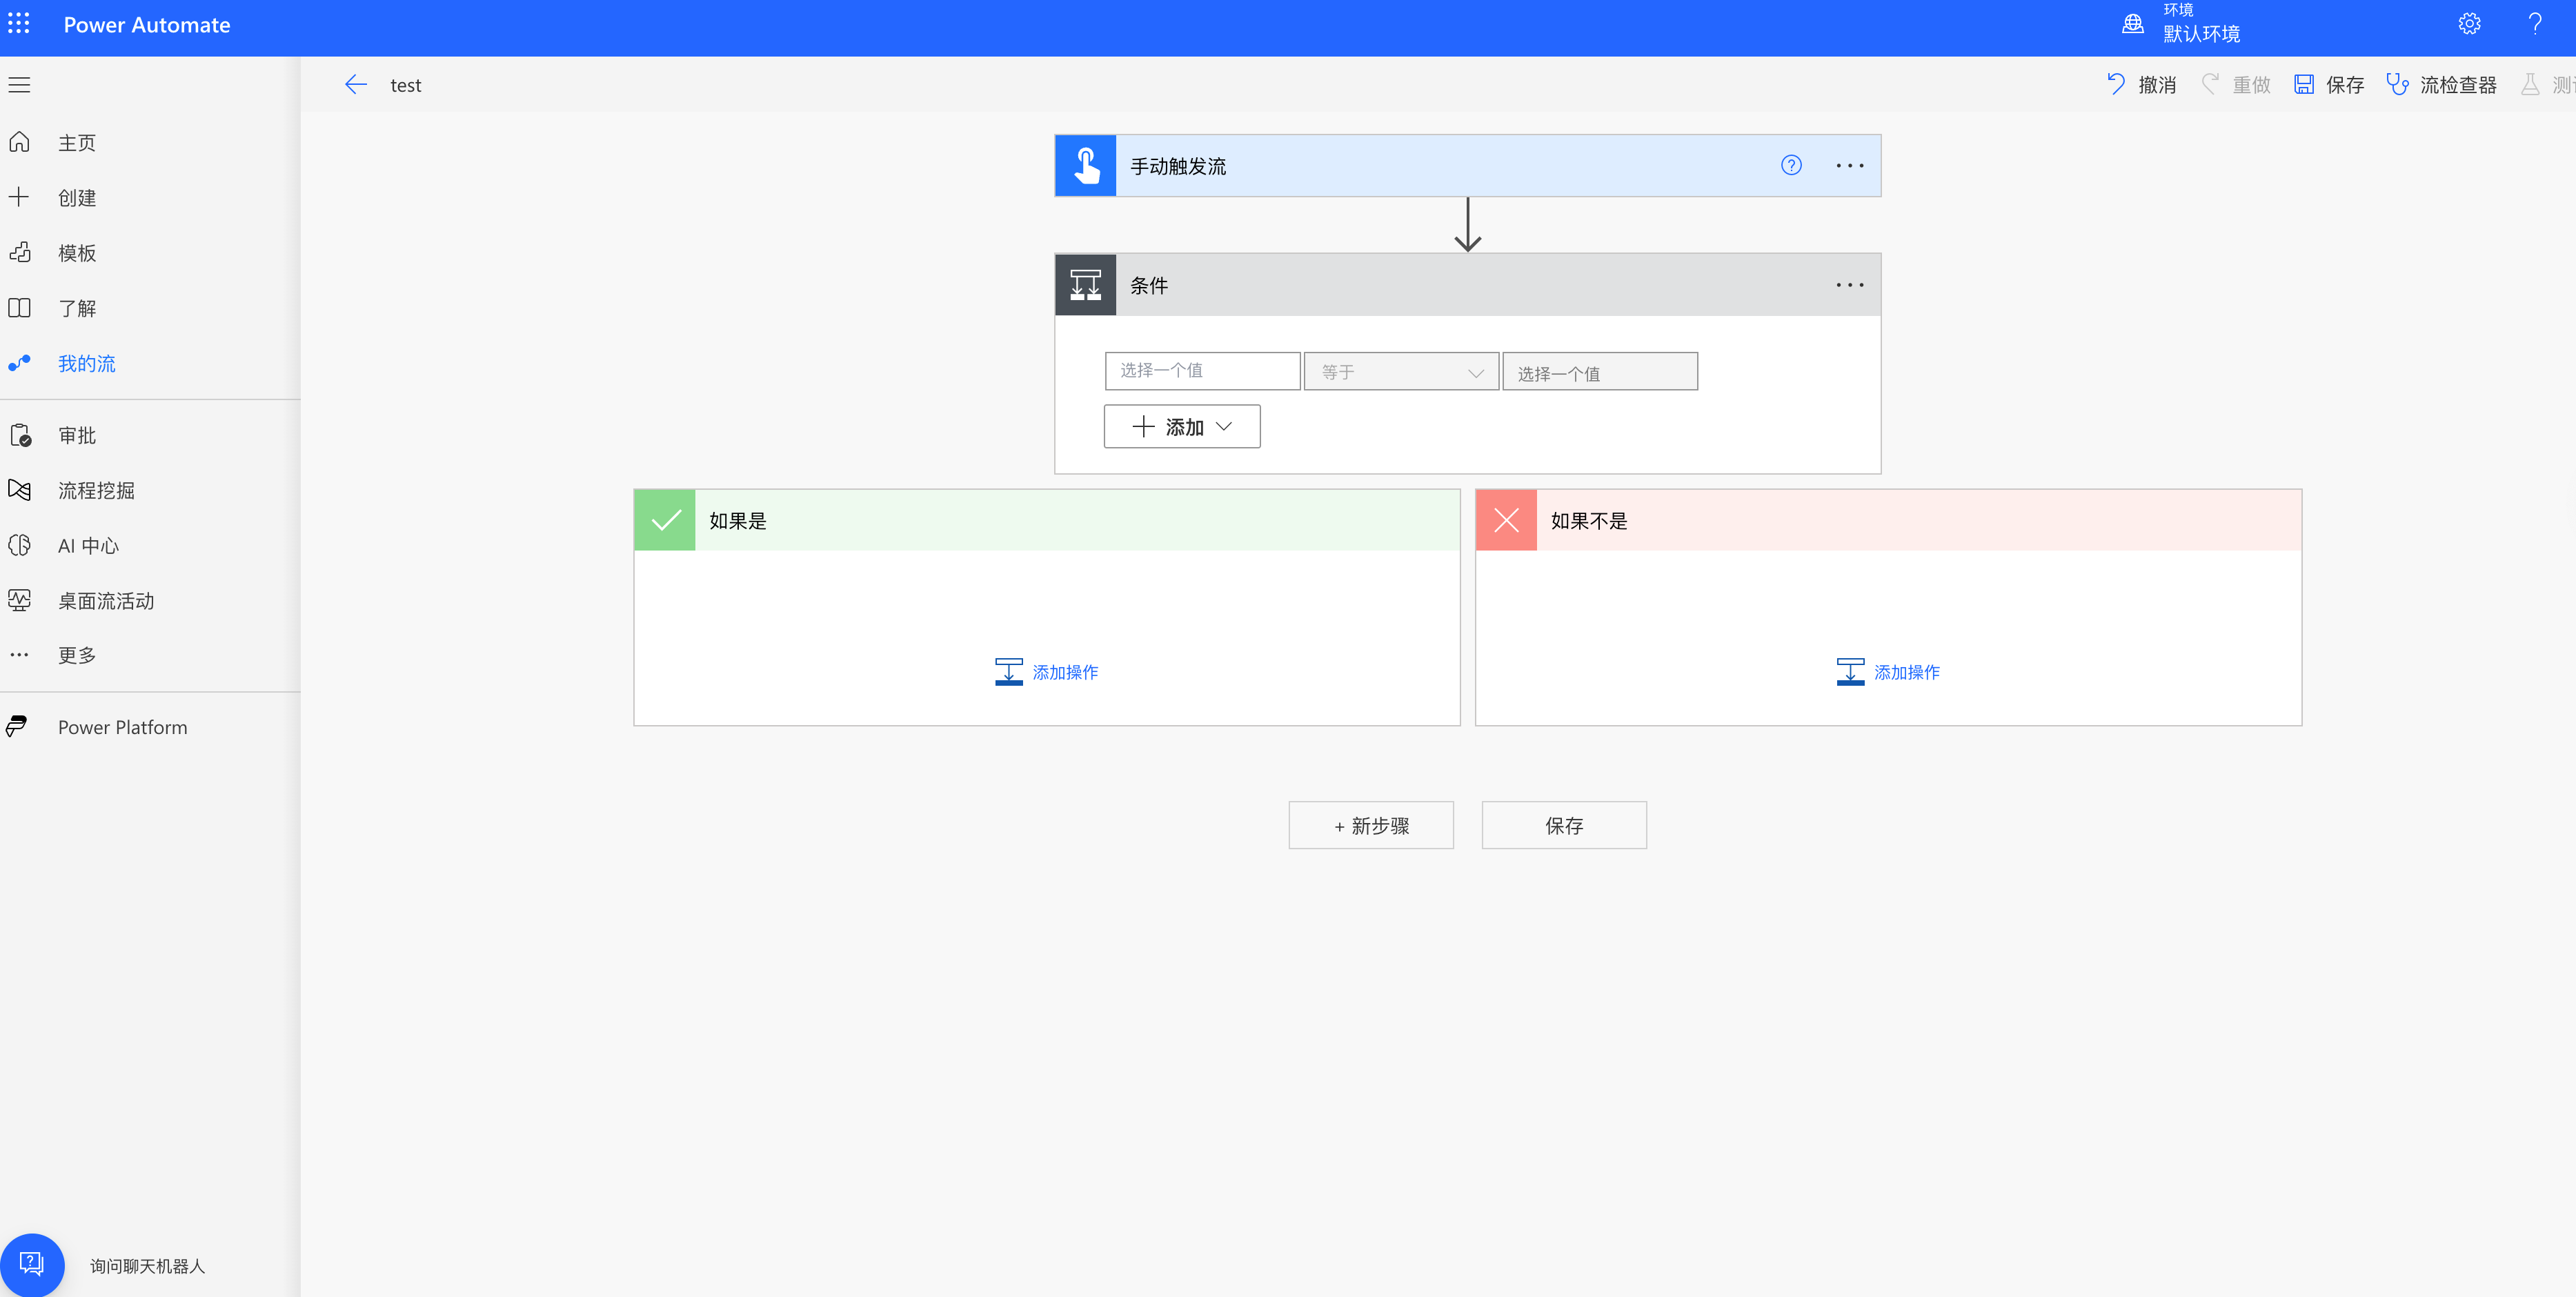 Power Automate
环境
默认环境
test
撤消
重做
保存
流检查器
主页
创建
模板
了解
我的流
审批
流程挖掘
AI 中心
桌面流活动
更多
Power Platform
询问聊天机器人
手动触发流
条件
选择一个值
等于
选择一个值
添加
如果是
如果不是
添加操作
添加操作
+ 新步骤
保存